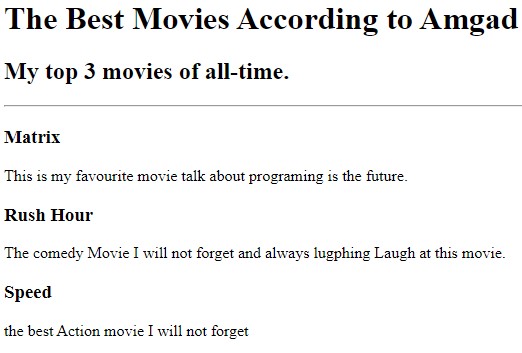 The Best Movies According to Amgad
My top 3 movies of all-time.
Matrix
This is my favourite movie talk about programing is the future.
Rush Hour
The comedy Movie I will not forget and always lugphing Laugh at this movie.
Speed
the best Action movie I will not forget